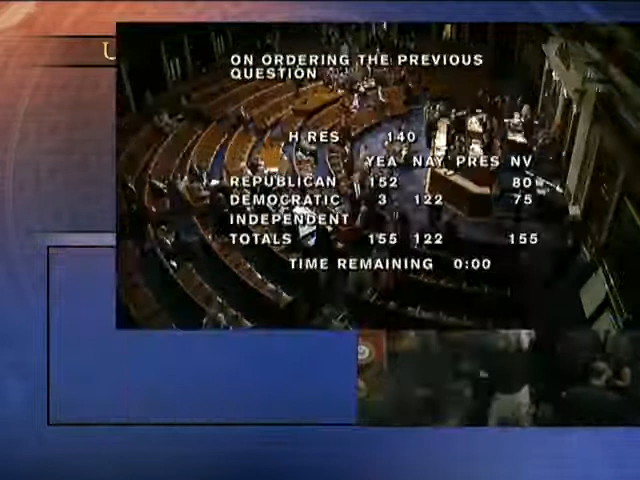 U
ON ORDERING THE PREVIOUS
QUESTION
H RES 140
YEA NAY PRES NV
REPUBLICAN 152 80
DEMOCRATIC 3 122 75
INDEPENDENT
TOTALS 155 122 155
TIME REMAINING 0:00